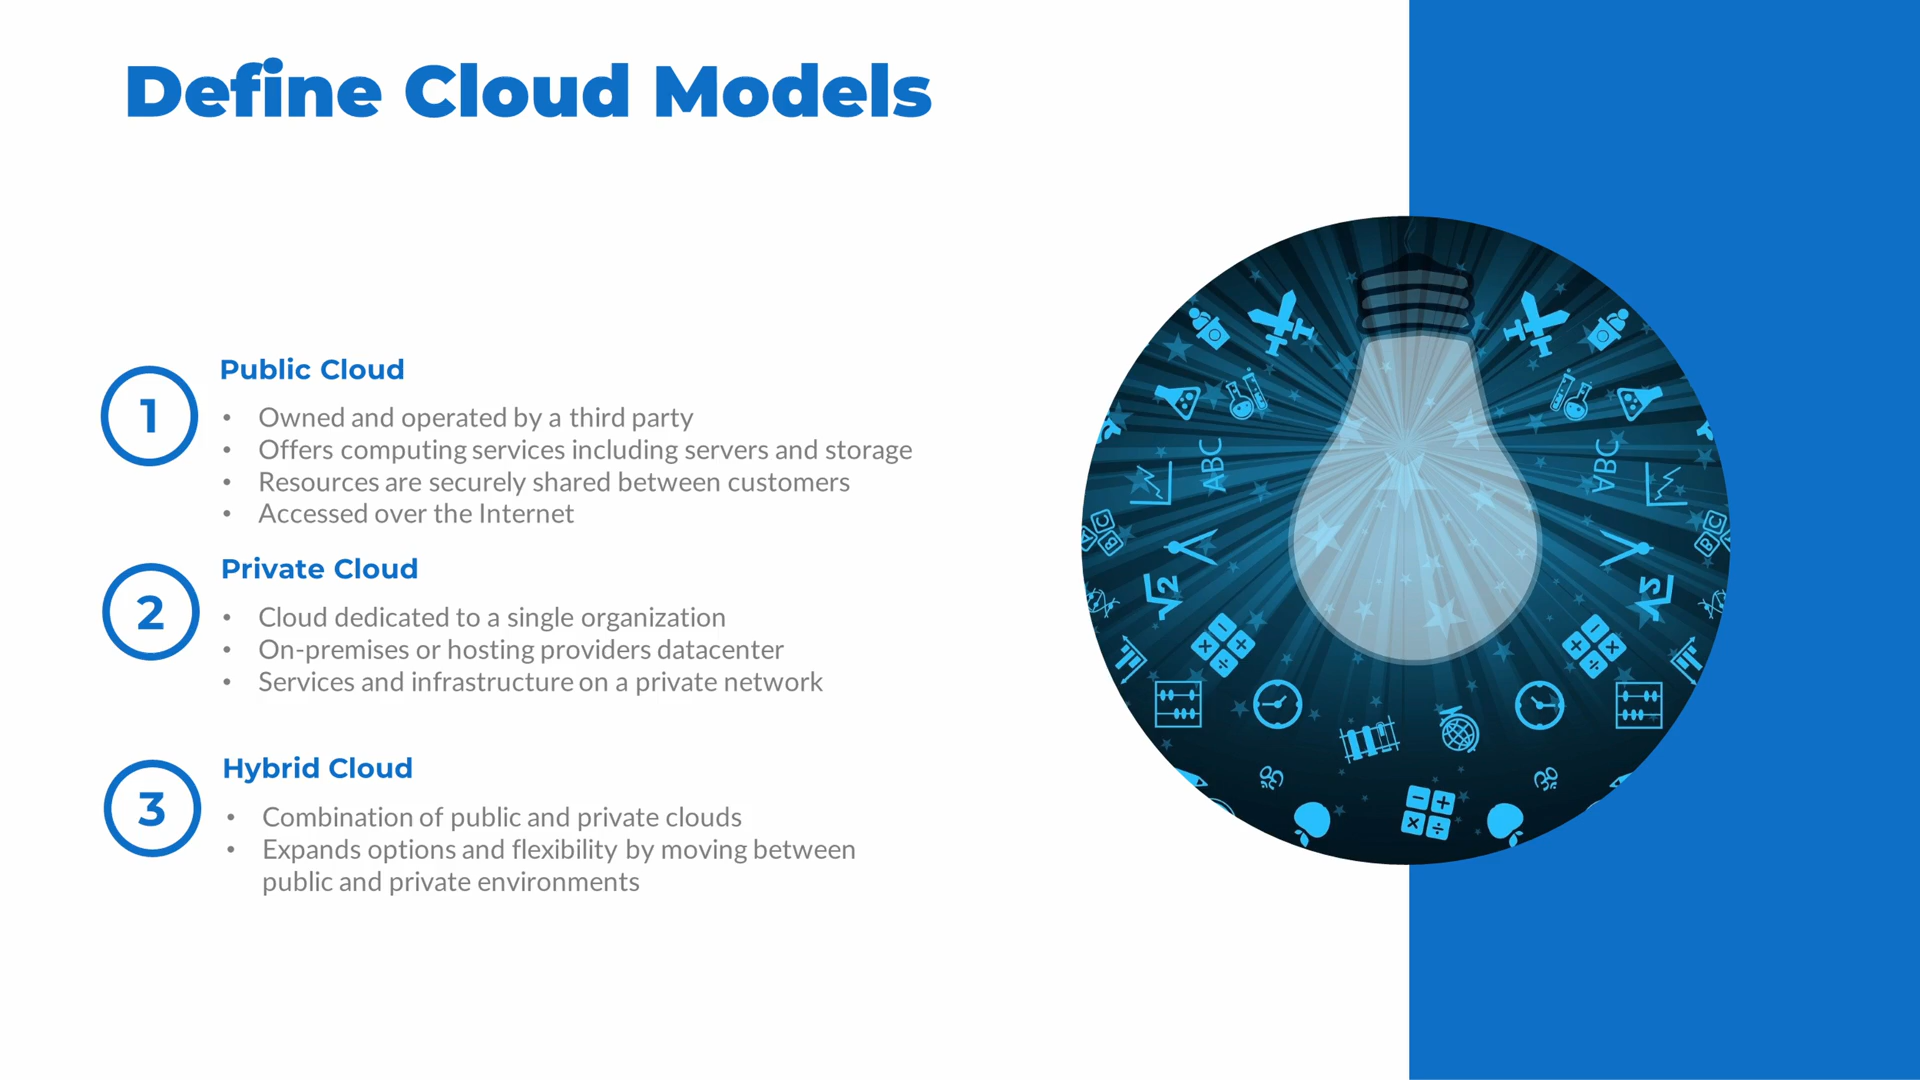 Define Cloud Models
1
Public Cloud
• Owned and operated by a third party
• Offers computing services including servers and storage
• Resources are securely shared between customers
• Accessed over the Internet
2
Private Cloud
• Cloud dedicated to a single organization
• On-premises or hosting providers datacenter
• Services and infrastructure on a private network
3
Hybrid Cloud
• Combination of public and private clouds
• Expands options and flexibility by moving between
public and private environments
ABC
ABC
√2